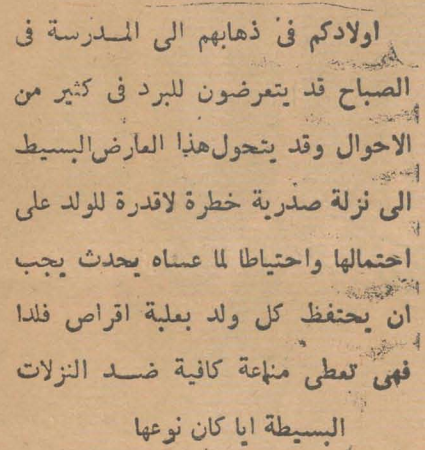 اولادكم فى ذهابهم الى المدرسة فى
الصباح قد يتعرضون للبرد فى كثير من
الاحوال وقد يتحول هذا العارض البسيط
الى نزلة صدرية خطرة لاقدرة للولد على
احتمالها واحتياطا لما عساه يحدث يجب
ان يحتفظ كل ولد بعلبة اقراص فلدا
فهى تعطى مناعة كافية ضد النزلات
البسيطة ايا كان نوعها